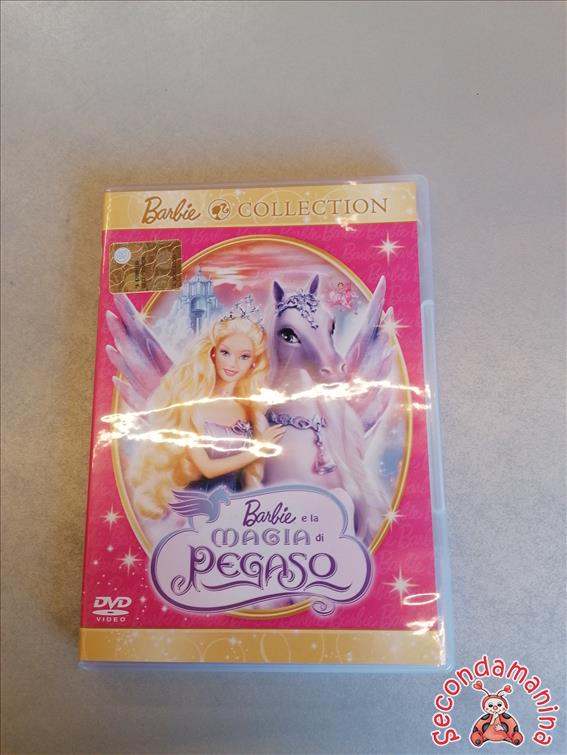 Barbie COLLECTION
Barbie e la
MAGIA di
PEGASO
DVD
VIDEO
Secondamanina